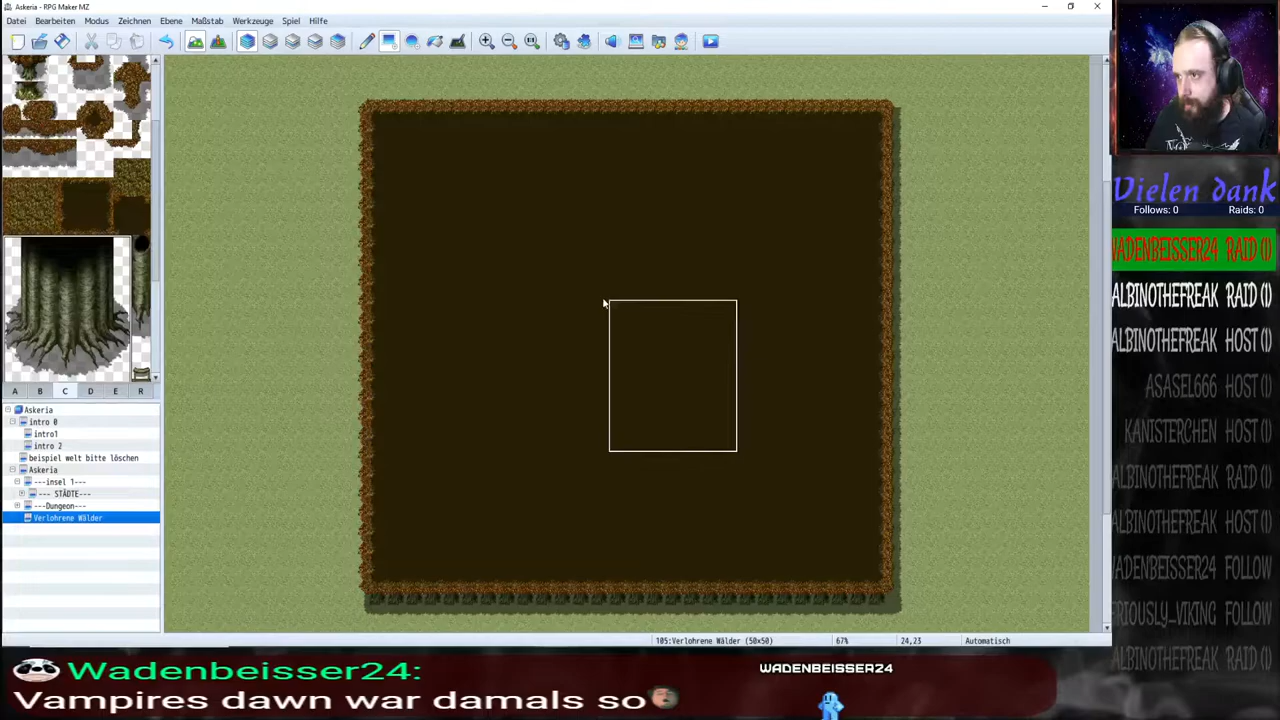 Askeria - RPG Maker MZ
Datei Bearbeiten Modus Zeichnen Ebene Maßstab Werkzeuge Spiel Hilfe
A B C D E R
Askeria
intro 0
intro1
intro 2
beispiel welt bitte löschen
Askeria
---insel 1---
--- STÄDTE---
---Dungeon---
Verlohrene Wälder
105:Verlohrene Wälder (50x50) 67% 24,23 Automatisch
Vielen dank
Follows: 0 Raids: 0
WADENBEISSER24 RAID (1)
ALBINOTHEFREAK RAID (1)
ALBINOTHEFREAK HOST (1)
ASASEL666 HOST (1)
KANISTERCHEN HOST (1)
ALBINOTHEFREAK HOST (1)
ALBINOTHEFREAK HOST (1)
WADENBEISSER24 FOLLOW
SERIOUSLY_VIKING FOLLOW
ALBINOTHEFREAK RAID (1)
Wadenbeisser24:
Vampires dawn war damals so
WADENBEISSER24